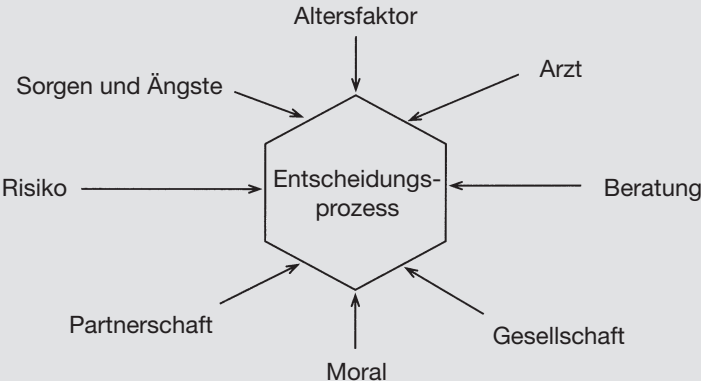 Altersfaktor
Arzt
Sorgen und Ängste
Risiko
Entscheidungs-
prozess
Beratung
Partnerschaft
Gesellschaft
Moral